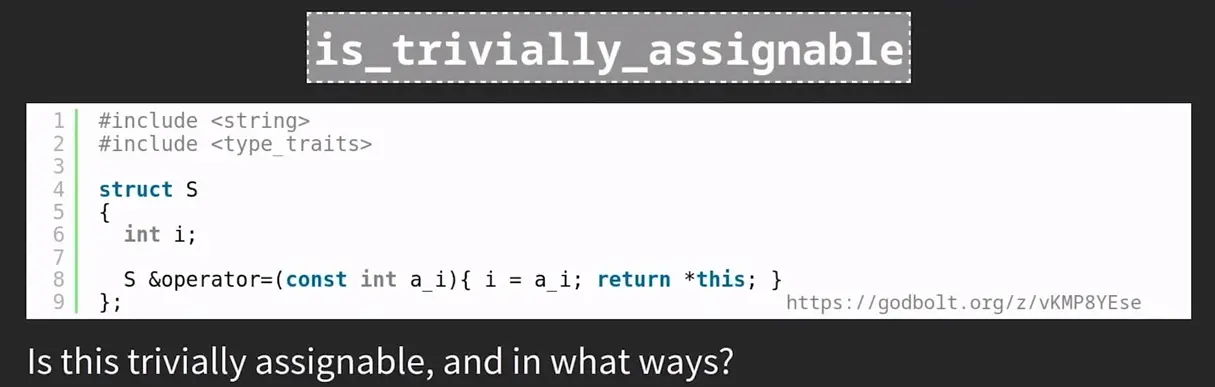 is_trivially_assignable
1 #include <string>
2 #include <type_traits>
3
4 struct S
5 {
6   int i;
7
8   S &operator=(const int a_i){ i = a_i; return *this; }
9 };
https://godbolt.org/z/vKMP8YEse
Is this trivially assignable, and in what ways?